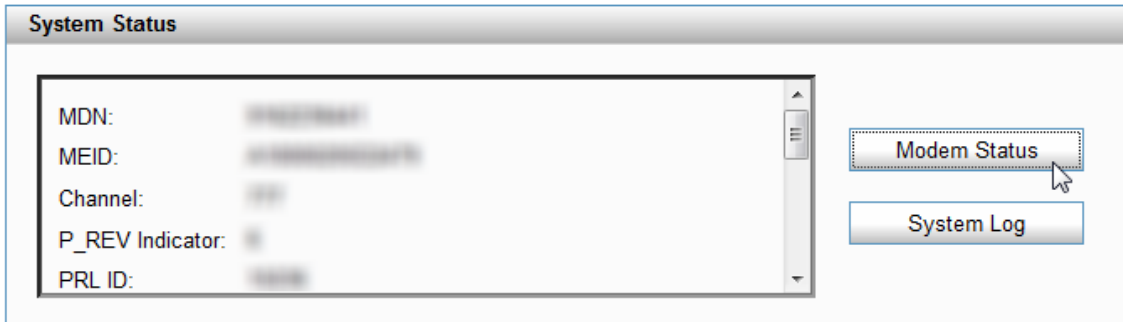 System Status
MDN:
MEID:
Channel:
P_REV Indicator:
PRL ID:
Modem Status
System Log